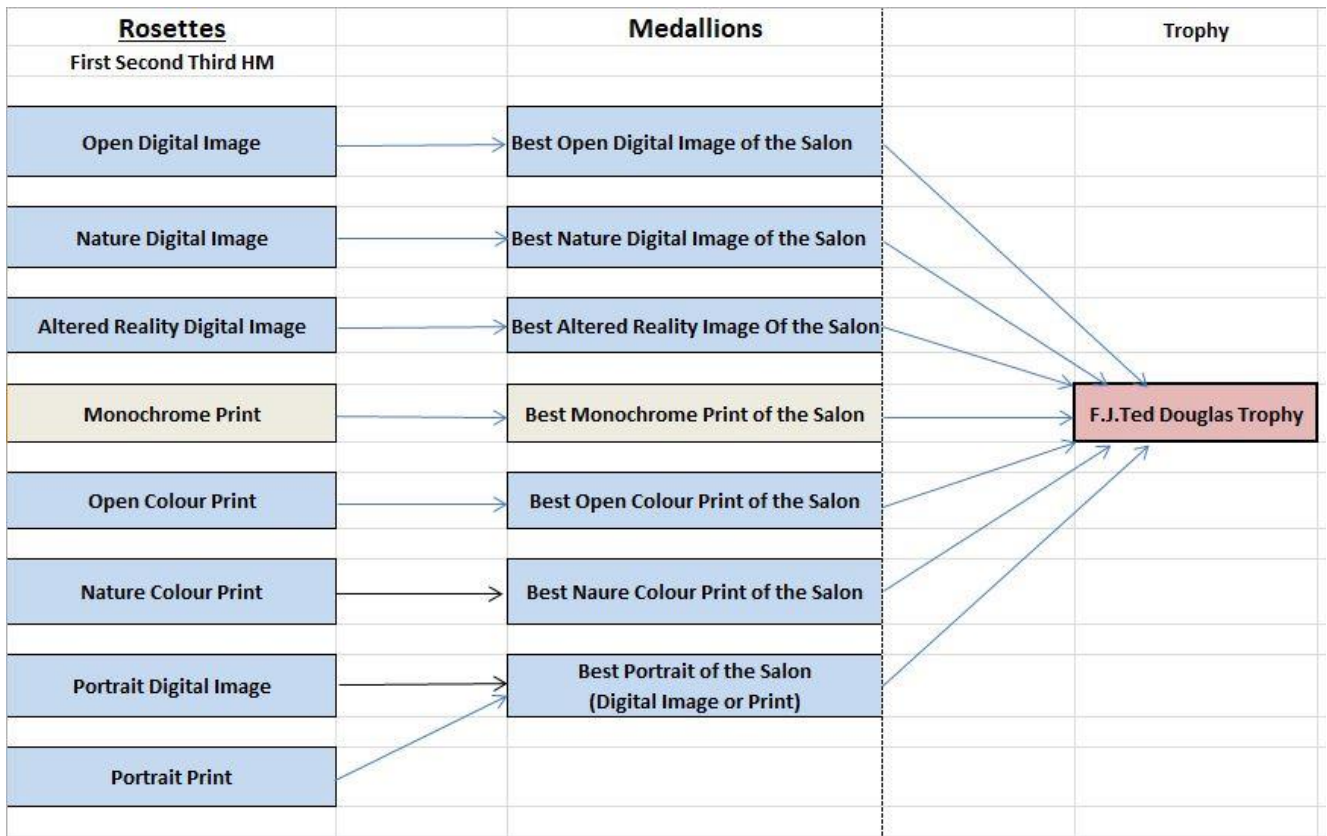 Rosettes
Medallions
Trophy
First Second Third HM
Open Digital Image
Best Open Digital Image of the Salon
Nature Digital Image
Best Nature Digital Image of the Salon
Altered Reality Digital Image
Best Altered Reality Image Of the Salon
Monochrome Print
Best Monochrome Print of the Salon
F.J.Ted Douglas Trophy
Open Colour Print
Best Open Colour Print of the Salon
Nature Colour Print
Best Naure Colour Print of the Salon
Portrait Digital Image
Best Portrait of the Salon
(Digital Image or Print)
Portrait Print